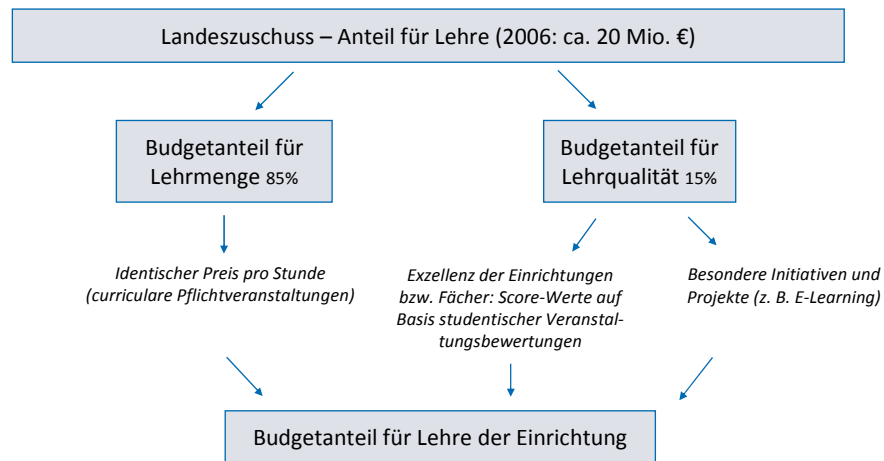 Landeszuschuss – Anteil für Lehre (2006: ca. 20 Mio. €)
Budgetanteil für
Lehrmenge 85%
Budgetanteil für
Lehrqualität 15%
Identischer Preis pro Stunde
(curriculare Pflichtveranstaltungen)
Exzellenz der Einrichtungen
bzw. Fächer: Score-Werte auf
Basis studentischer Veranstal-
tungsbewertungen
Besondere Initiativen und
Projekte (z. B. E-Learning)
Budgetanteil für Lehre der Einrichtung